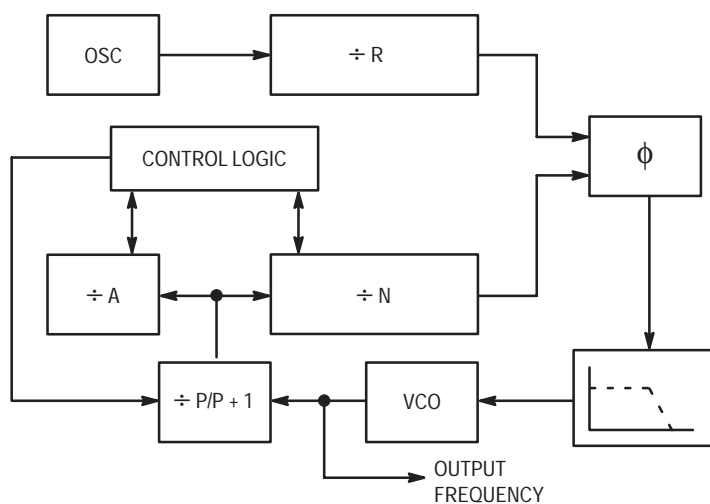 OSC
÷ R
CONTROL LOGIC
ϕ
÷ A
÷ N
÷ P/P + 1
VCO
OUTPUT
FREQUENCY